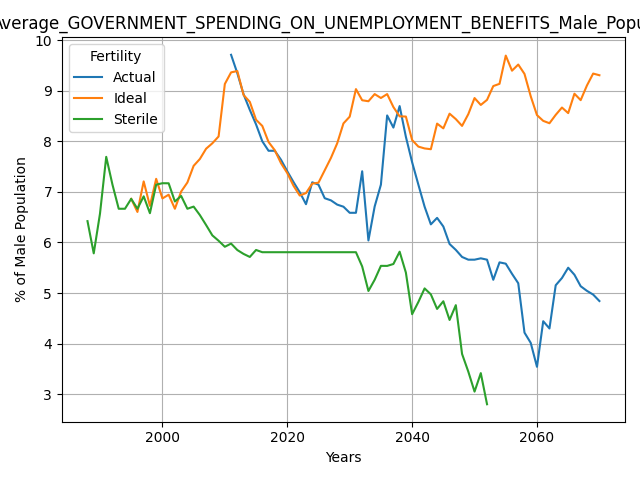 verage_GOVERNMENT_SPENDING_ON_UNEMPLOYMENT_BENEFITS_Male_Popu
Fertility
Actual
Ideal
Sterile
% of Male Population
10
9
8
7
6
5
4
3
2000
2020
2040
2060
Years